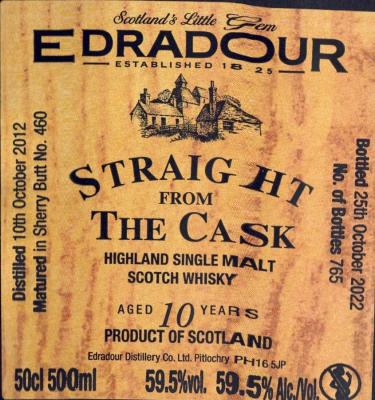 Scotland's Little Gem
EDRADOUR
ESTABLISHED 1825
Distilled 10th October 2012
Matured in Sherry Butt No. 460
STRAIGHT
FROM
THE CASK
HIGHLAND SINGLE MALT
SCOTCH WHISKY
AGED 10 YEARS
PRODUCT OF SCOTLAND
Edradour Distillery Co. Ltd. Pitlochry PH16 5JP
50cl 500ml 59.5%vol. 59.5% Alc./Vol.
Bottled 25th October 2022
No. of Bottles 765